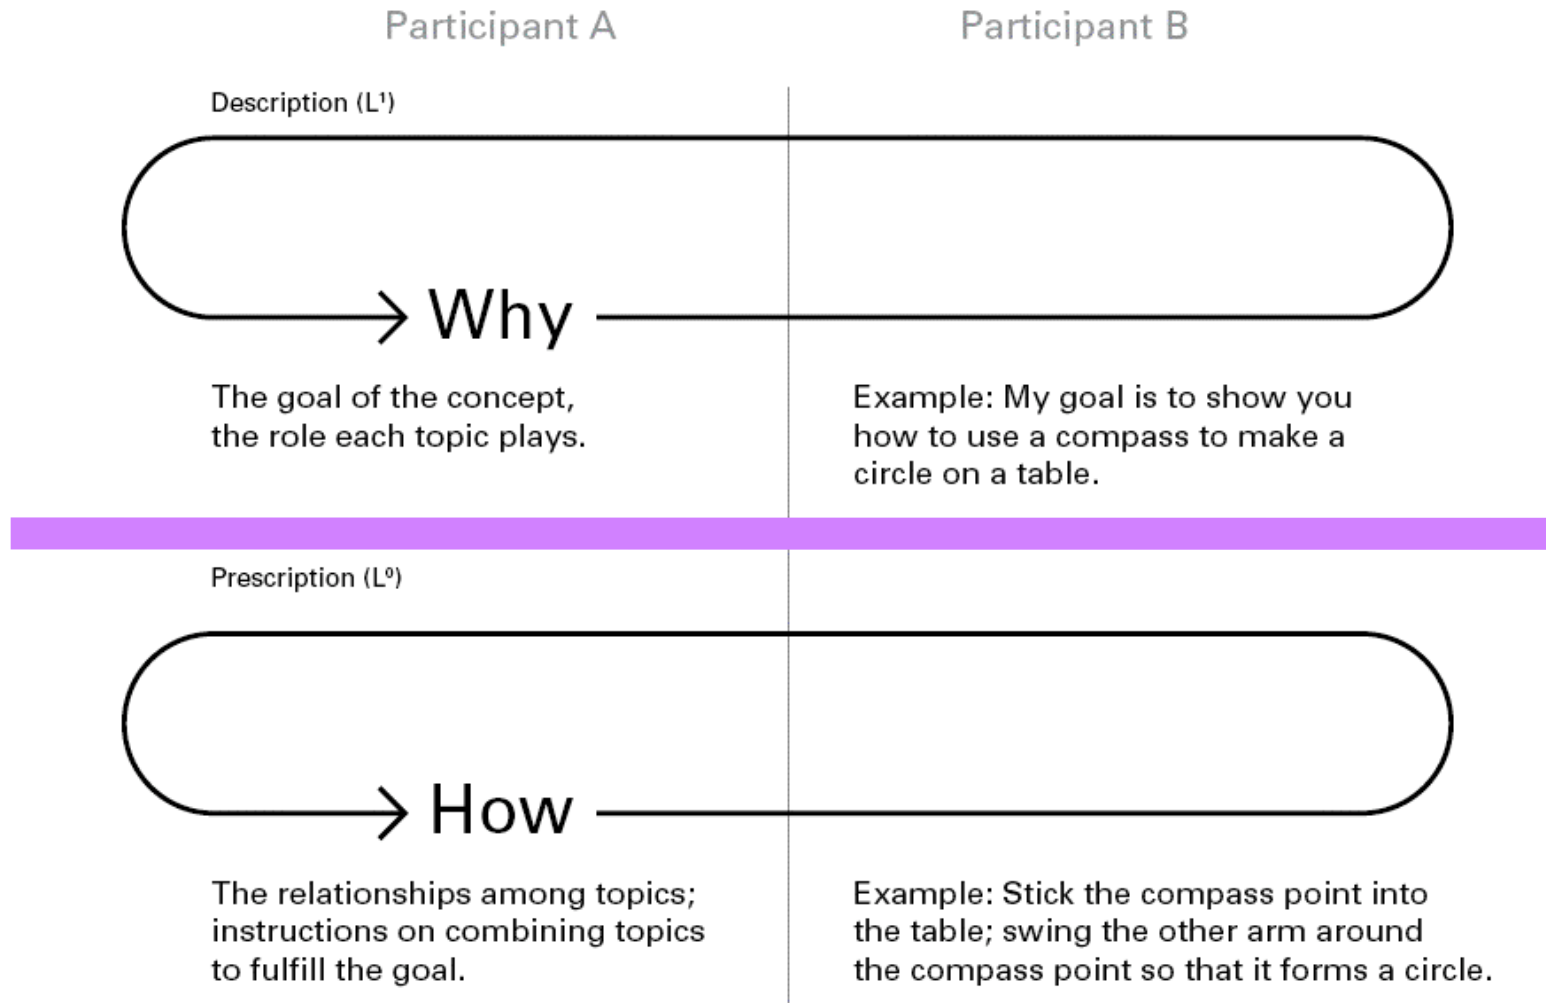 Participant A
Participant B
Description (L¹)
Why
The goal of the concept,
the role each topic plays.
Example: My goal is to show you
how to use a compass to make a
circle on a table.
Prescription (L⁰)
How
The relationships among topics;
instructions on combining topics
to fulfill the goal.
Example: Stick the compass point into
the table; swing the other arm around
the compass point so that it forms a circle.